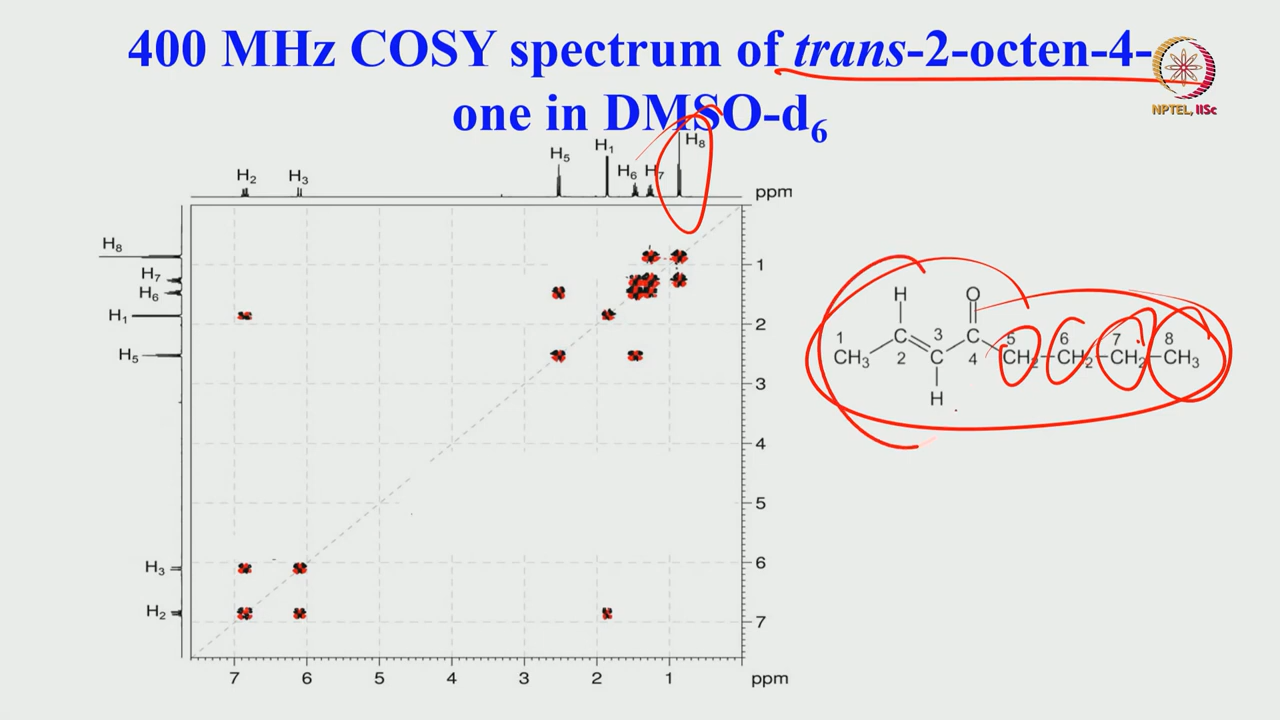 400 MHz COSY spectrum of trans-2-octen-4-
one in DMSO-d6
NPTEL, IISc
H2 H3 H5 H1 H6 H7 H8
ppm
H8
H7
H6
H1
H5
H3
H2
1
2
3
4
5
6
7
7 6 5 4 3 2 1 ppm
H O
1 3 5 6 7 8
CH3 C C CH2 CH2 CH2 CH3
2 C 4
H